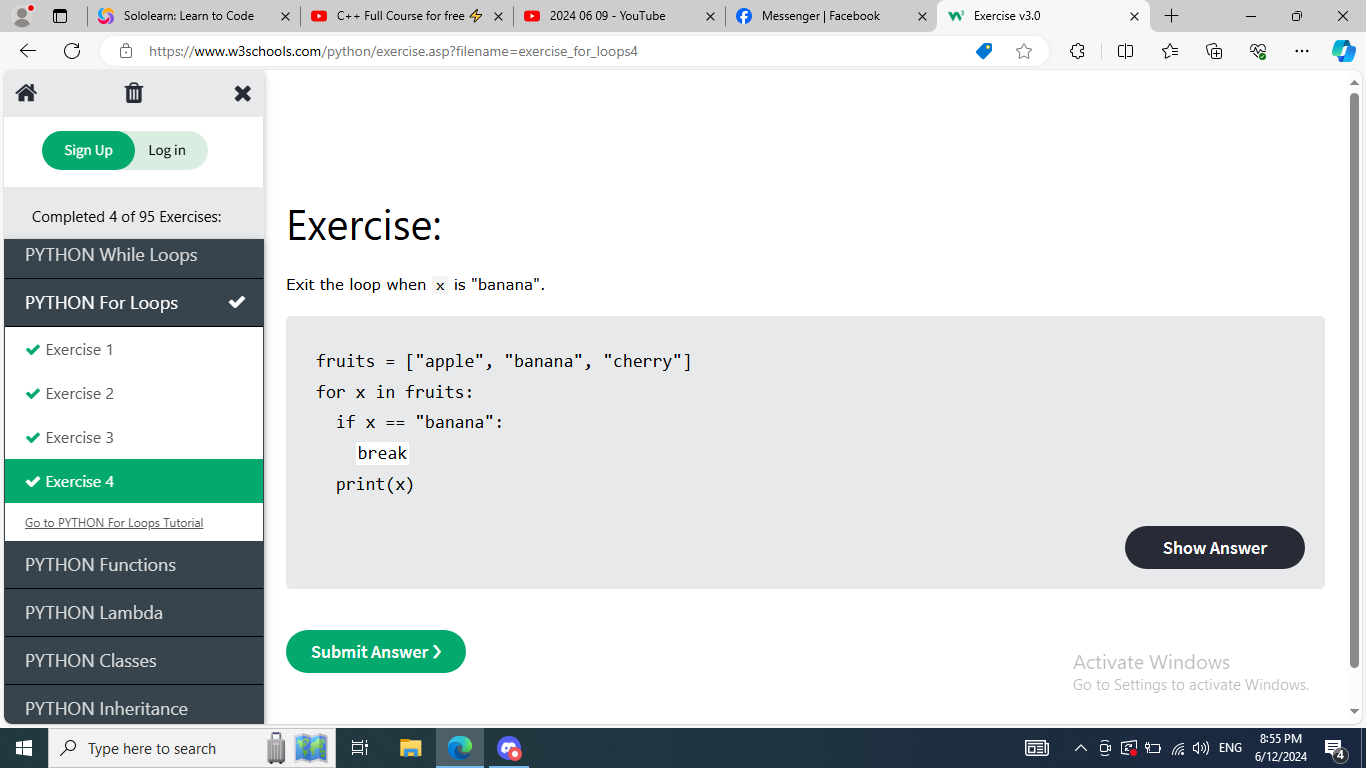 Sololearn: Learn to Code
C++ Full Course for free ⚡
2024 06 09 - YouTube
Messenger | Facebook
Exercise v3.0
https://www.w3schools.com/python/exercise.asp?filename=exercise_for_loops4
Sign Up
Log in
Completed 4 of 95 Exercises:
PYTHON While Loops
PYTHON For Loops
Exercise 1
Exercise 2
Exercise 3
Exercise 4
Go to PYTHON For Loops Tutorial
PYTHON Functions
PYTHON Lambda
PYTHON Classes
PYTHON Inheritance
Exercise:
Exit the loop when x is "banana".
fruits = ["apple", "banana", "cherry"]
for x in fruits:
if x == "banana":
break
print(x)
Show Answer
Submit Answer ❯
Activate Windows
Go to Settings to activate Windows.
Type here to search
ENG
8:55 PM
6/12/2024
4